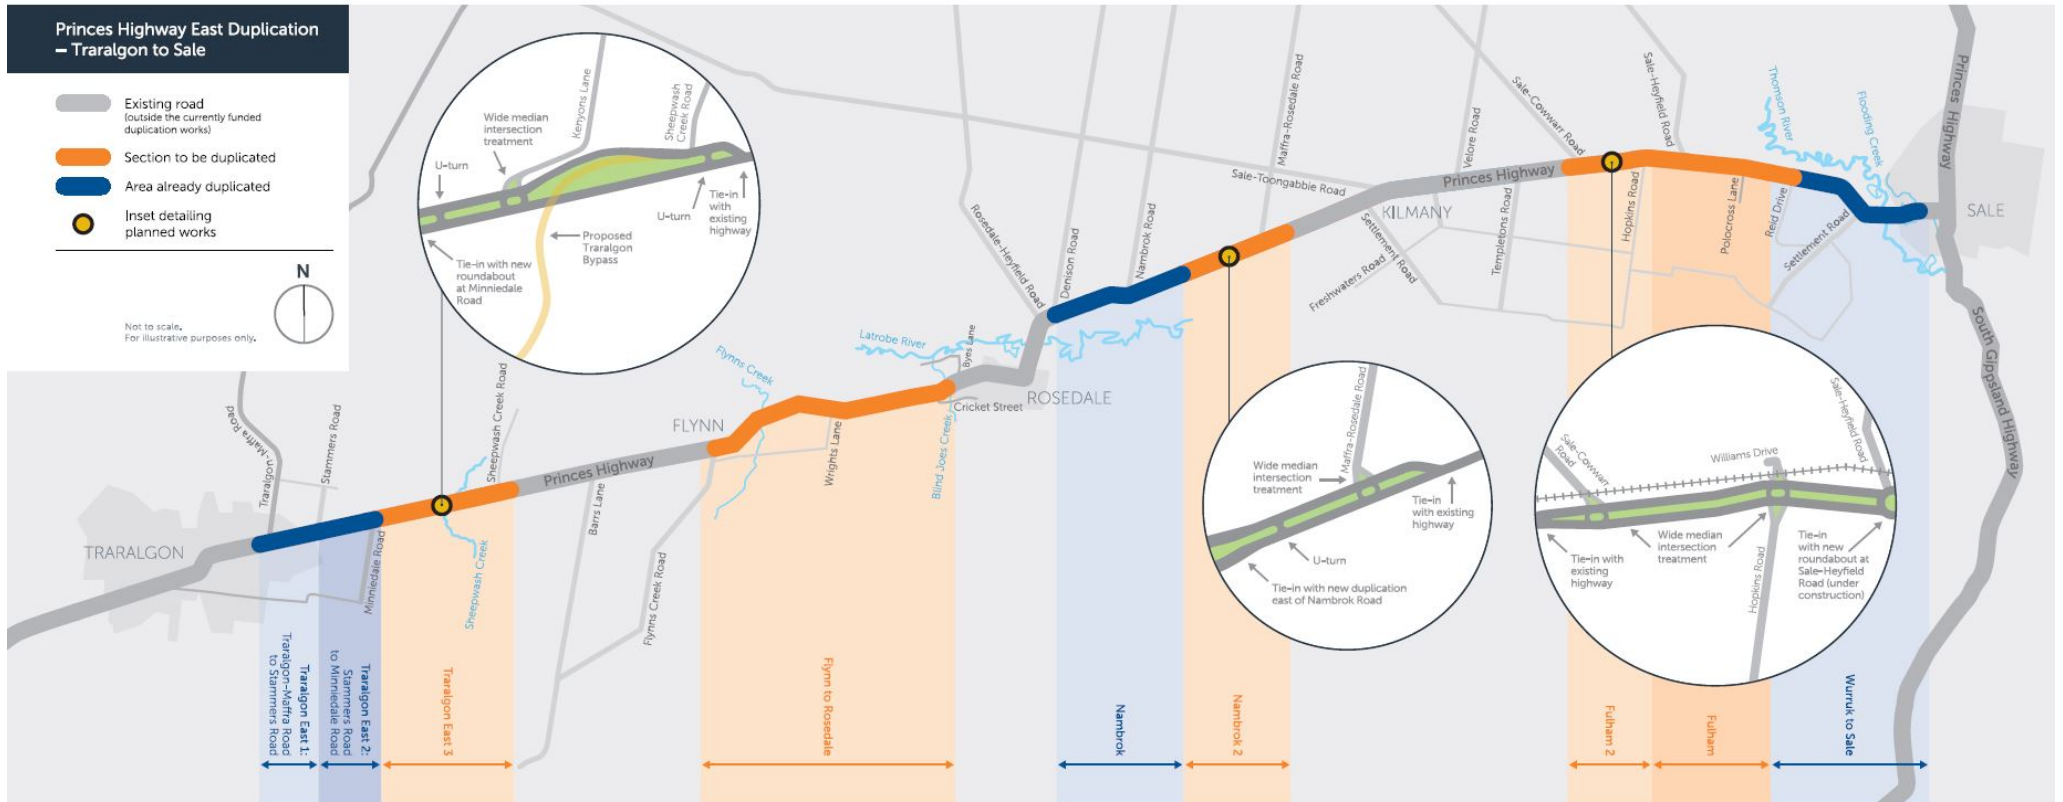 Princes Highway East Duplication
– Traralgon to Sale
Existing road
(outside the currently funded
duplication works)
Section to be duplicated
Area already duplicated
Inset detailing
planned works
N
Not to scale.
For illustrative purposes only.
Wide median
intersection
treatment
Kenyons Lane
Sheepwash
Creek Road
U-turn
U-turn
Tie-in
with
existing
highway
Proposed
Traralgon
Bypass
Tie-in with new
roundabout
at Minniedale
Road
TRARALGON
Traralgon-Maffra Road
Stammers Road
Minniedale Road
Sheepwash Creek
Sheepwash Creek Road
Princes Highway
Barrs Lane
Flynns Creek Road
FLYNN
Flynns Creek
Wrights Lane
Latrobe River
Byes Lane
Blind Joes Creek
Cricket Street
ROSEDALE
Rosedale-Heyfield Road
Denison Road
Nambrok Road
Sale-Toongabbie Road
Maffra-Rosedale Road
KILMANY
Settlement Road
Freshwaters Road
Princes Highway
Velore Road
Templetons Road
Sale-Cowwarr Road
Hopkins Road
Sale-Heyfield Road
Polocross Lane
Reid Drive
Settlement Road
Thomson River
Flooding Creek
Princes Highway
SALE
South Gippsland Highway
Maffra-Rosedale Road
Wide median
intersection
treatment
Tie-in
with existing
highway
U-turn
Tie-in with new duplication
east of Nambrok Road
Sale-Cowwarr
Road
Williams Drive
Sale-Heyfield Road
Tie-in with
existing
highway
Wide median
intersection
treatment
Hopkins Road
Tie-in
with new
roundabout at
Sale-Heyfield
Road (under
construction)
Traralgon East 1:
Traralgon-Maffra Road
to Stammers Road
Traralgon East 2:
Stammers Road
to Minniedale Road
Traralgon East 3
Flynn to Rosedale
Nambrok
Nambrok 2
Fulham 2
Fulham
Wurruk to Sale